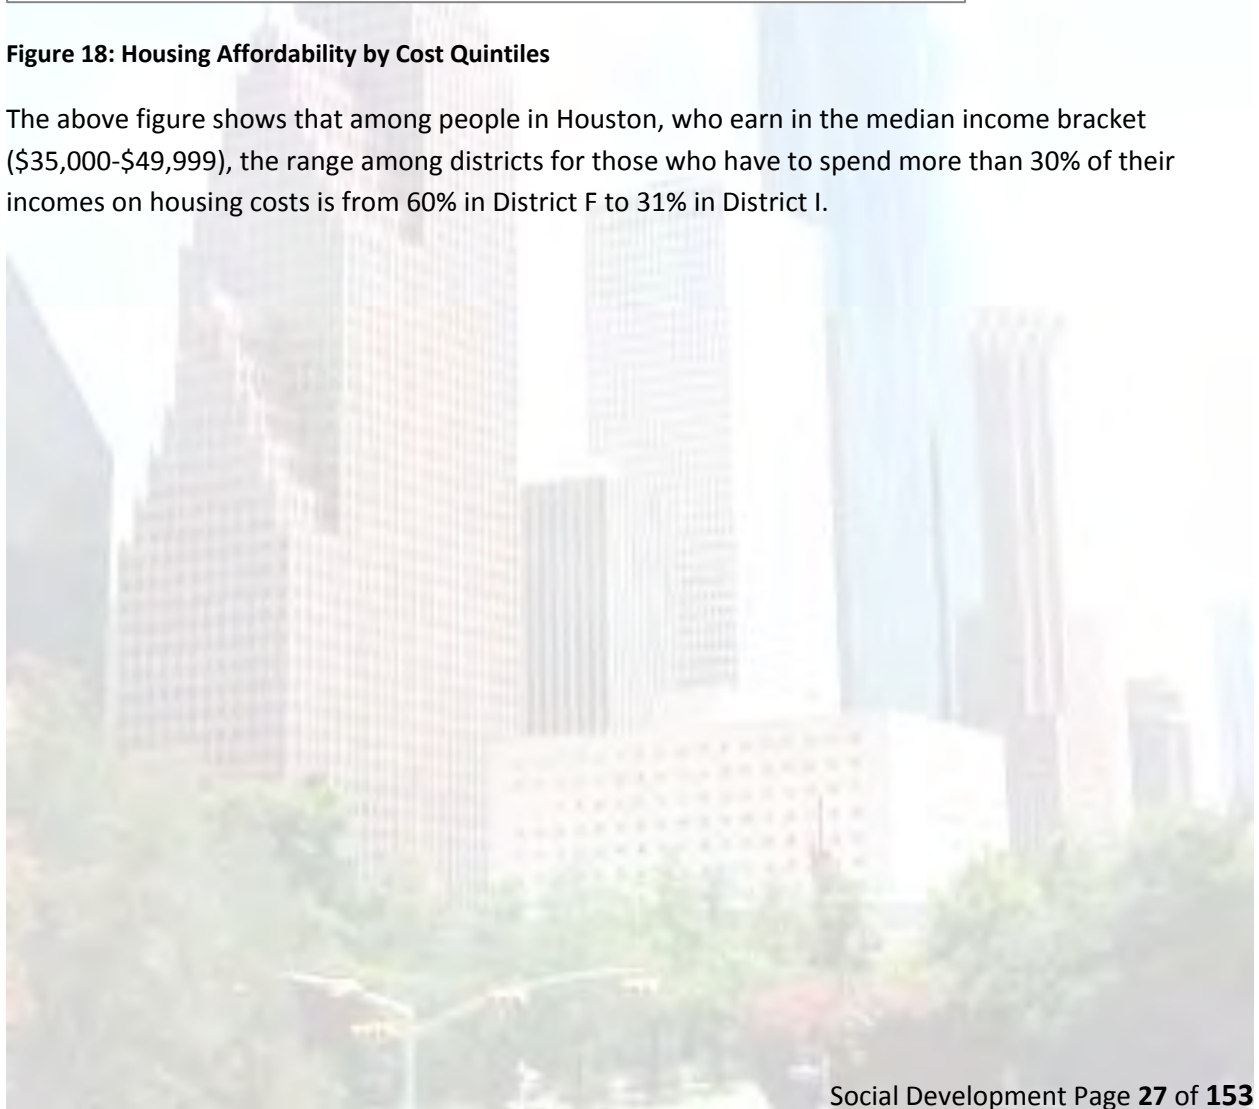 Figure 18: Housing Affordability by Cost Quintiles
The above figure shows that among people in Houston, who earn in the median income bracket
($35,000-$49,999), the range among districts for those who have to spend more than 30% of their
incomes on housing costs is from 60% in District F to 31% in District I.
Social Development Page 27 of 153